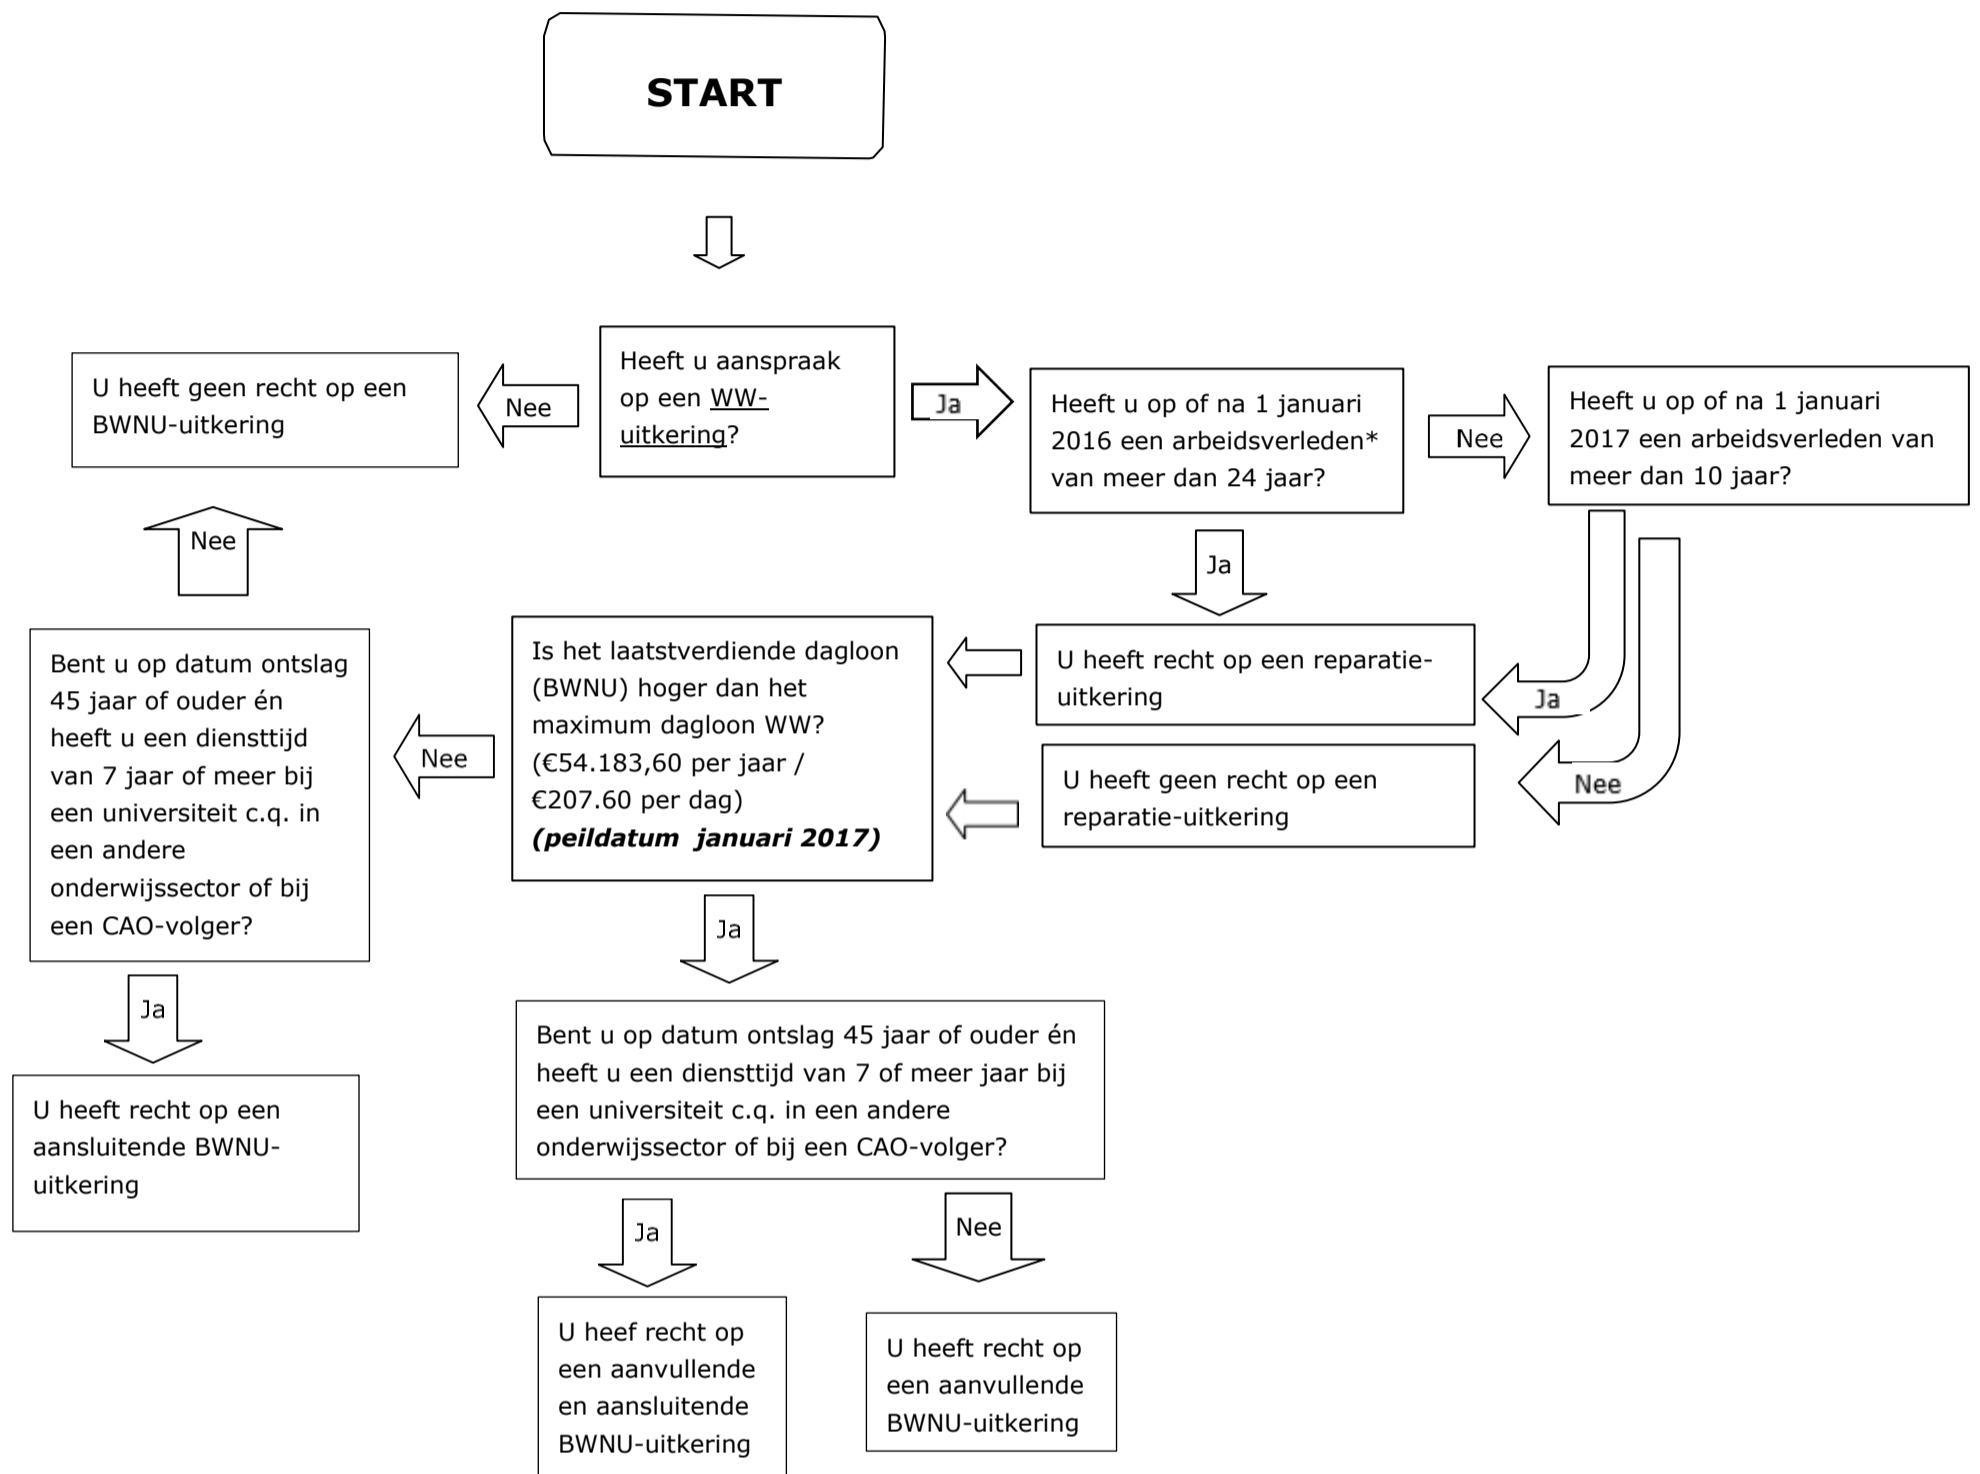 START
Heeft u aanspraak
op een WW-
uitkering?
Nee
U heeft geen recht op een
BWNU-uitkering
Ja
Heeft u op of na 1 januari
2016 een arbeidsverleden*
van meer dan 24 jaar?
Nee
Heeft u op of na 1 januari
2017 een arbeidsverleden van
meer dan 10 jaar?
Ja
Ja
Nee
U heeft recht op een reparatie-
uitkering
U heeft geen recht op een
reparatie-uitkering
Is het laatstverdiende dagloon
(BWNU) hoger dan het
maximum dagloon WW?
(€54.183,60 per jaar /
€207.60 per dag)
(peildatum januari 2017)
Nee
Bent u op datum ontslag
45 jaar of ouder én
heeft u een diensttijd
van 7 jaar of meer bij
een universiteit c.q. in
een andere
onderwijssector of bij
een CAO-volger?
Nee
Ja
U heeft recht op een
aansluitende BWNU-
uitkering
Ja
Bent u op datum ontslag 45 jaar of ouder én
heeft u een diensttijd van 7 of meer jaar bij
een universiteit c.q. in een andere
onderwijssector of bij een CAO-volger?
Ja
Nee
U heef recht op
een aanvullende
en aansluitende
BWNU-uitkering
U heeft recht op
een aanvullende
BWNU-uitkering